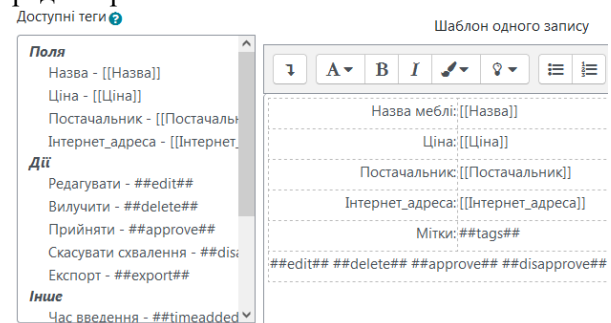 Доступні теги
Поля
Назва - [[Назва]]
Ціна - [[Ціна]]
Постачальник - [[Постачальн
Інтернет_адреса - [[Інтернет_
Дії
Редагувати - ##edit##
Вилучити - ##delete##
Прийняти - ##approve##
Скасувати схвалення - ##disa
Експорт - ##export##
Інше
Час введення - ##timeadded
Шаблон одного запису
A B I
Назва меблі: [[Назва]]
Ціна: [[Ціна]]
Постачальник: [[Постачальник]]
Інтернет_адреса: [[Інтернет_адреса]]
Мітки: ##tags##
##edit## ##delete## ##approve## ##disapprove##